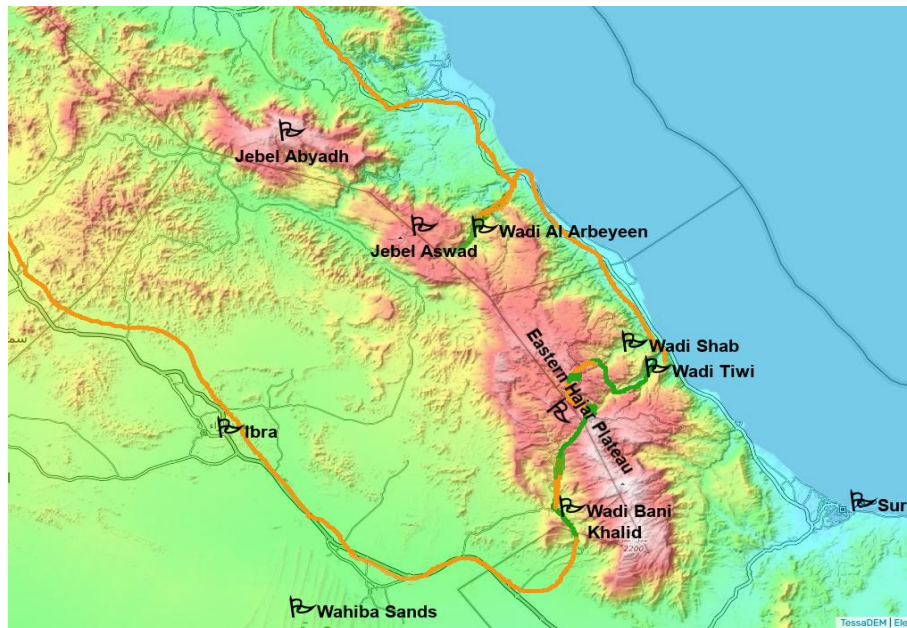 Jebel Abyadh
Jebel Aswad
Wadi Al Arbeyeen
Wadi Shab
Wadi Tiwi
Eastern Hajar Plateau
Ibra
Wadi Bani
Khalid
2200
Sur
Wahiba Sands
TessaDEM | Ele